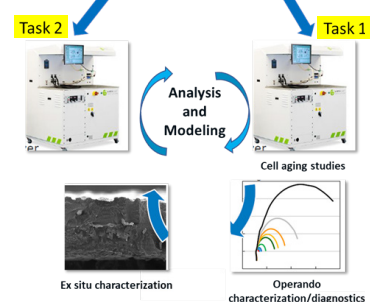 Task 2
Task 1
Analysis
and
Modeling
Cell aging studies
Ex situ characterization
Operando
characterization/diagnostics